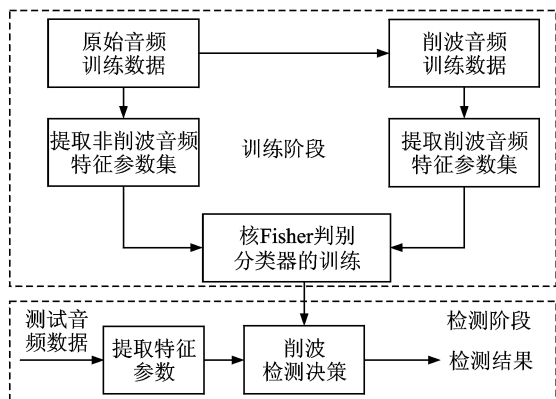 原始音频
训练数据
削波音频
训练数据
提取非削波音频
特征参数集
训练阶段
提取削波音频
特征参数集
核Fisher判别
分类器的训练
测试音
频数据
提取特征
参数
削波
检测决策
检测阶段
检测结果